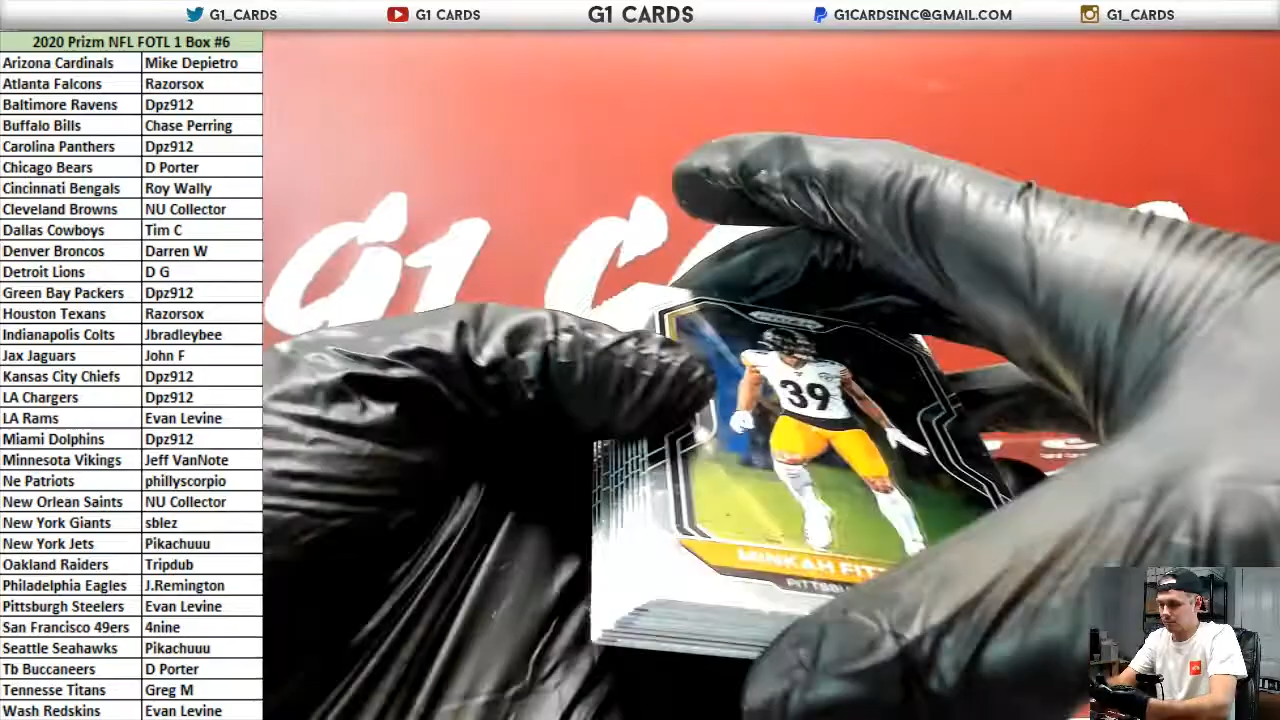 G1_CARDS G1 CARDS G1 CARDS G1CARDSINC@GMAIL.COM G1_CARDS
2020 Prizm NFL FOTL 1 Box #6
Arizona Cardinals Mike Depietro
Atlanta Falcons Razorsox
Baltimore Ravens Dpz912
Buffalo Bills Chase Perring
Carolina Panthers Dpz912
Chicago Bears D Porter
Cincinnati Bengals Roy Wally
Cleveland Browns NU Collector
Dallas Cowboys Tim C
Denver Broncos Darren W
Detroit Lions D G
Green Bay Packers Dpz912
Houston Texans Razorsox
Indianapolis Colts Jbradleybee
Jax Jaguars John F
Kansas City Chiefs Dpz912
LA Chargers Dpz912
LA Rams Evan Levine
Miami Dolphins Dpz912
Minnesota Vikings Jeff VanNote
Ne Patriots phillyscorpio
New Orlean Saints NU Collector
New York Giants sblez
New York Jets Pikachuuu
Oakland Raiders Tripdub
Philadelphia Eagles J.Remington
Pittsburgh Steelers Evan Levine
San Francisco 49ers 4nine
Seattle Seahawks Pikachuuu
Tb Buccaneers D Porter
Tennesse Titans Greg M
Wash Redskins Evan Levine
G1 C
39
MINKAH FIT
PITTSBU